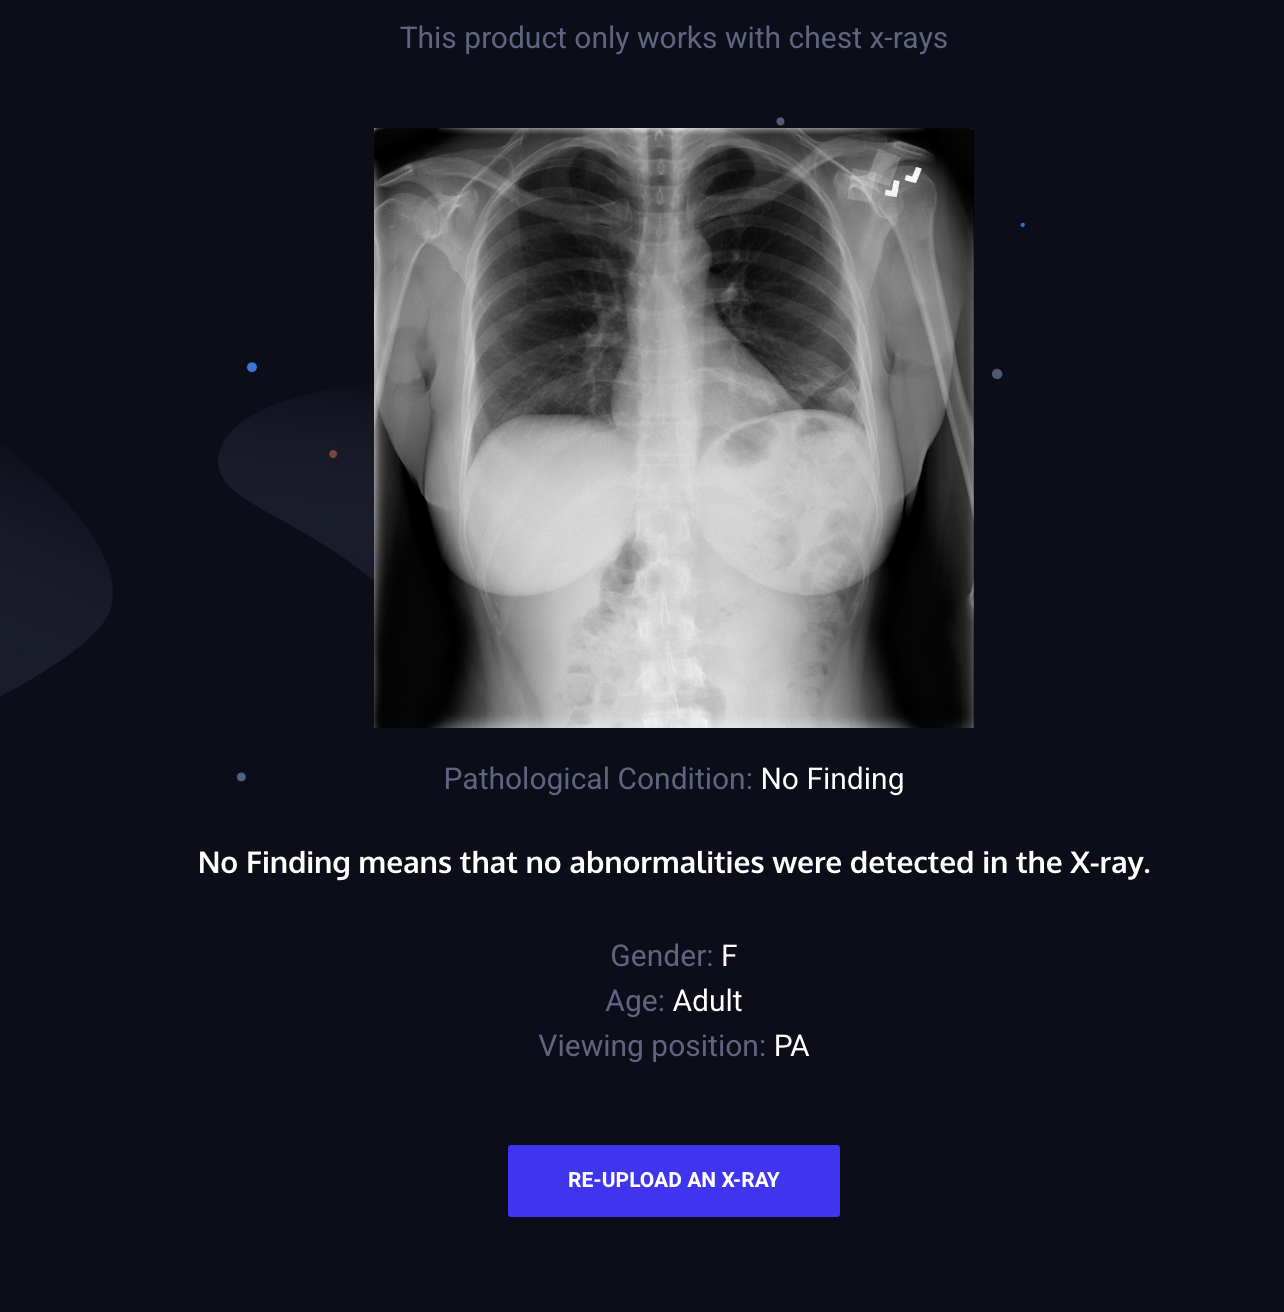 This product only works with chest x-rays
Pathological Condition: No Finding
No Finding means that no abnormalities were detected in the X-ray.
Gender: F
Age: Adult
Viewing position: PA
RE-UPLOAD AN X-RAY